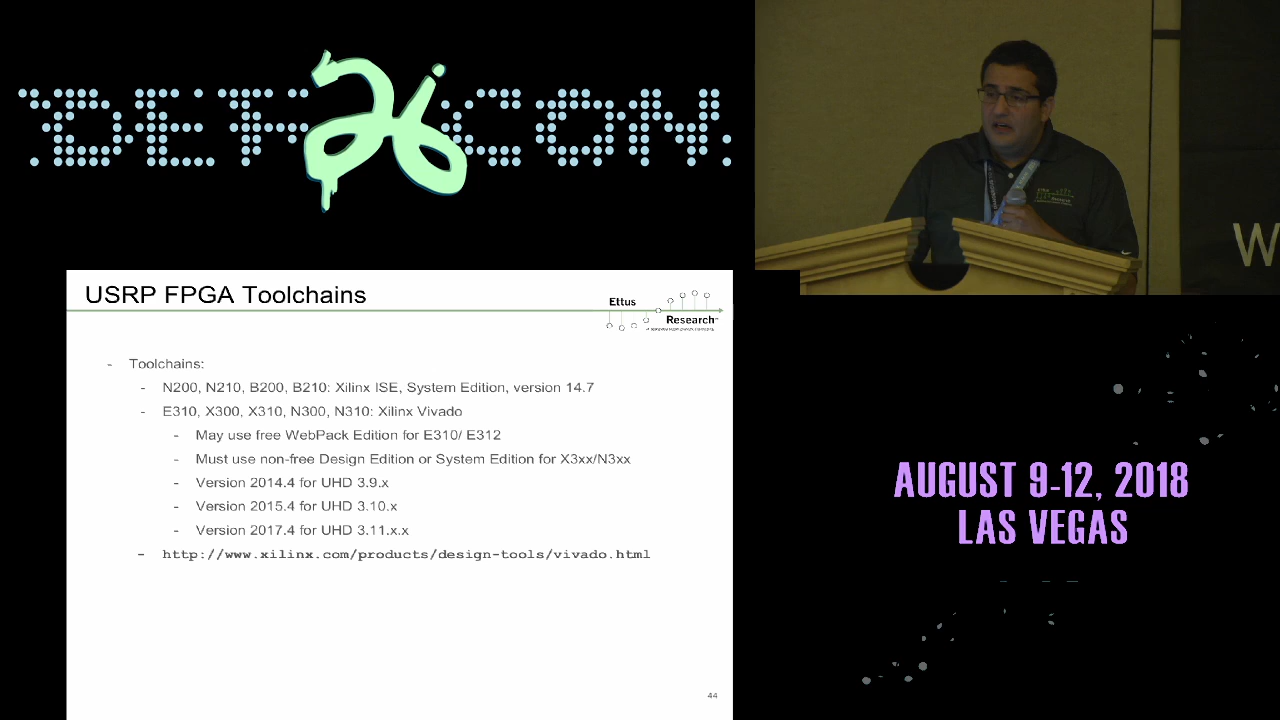 DEF 26 CON
W
USRP FPGA Toolchains
Ettus
Research
- Toolchains:
- N200, N210, B200, B210: Xilinx ISE, System Edition, version 14.7
- E310, X300, X310, N300, N310: Xilinx Vivado
- May use free WebPack Edition for E310/ E312
- Must use non-free Design Edition or System Edition for X3xx/N3xx
- Version 2014.4 for UHD 3.9.x
- Version 2015.4 for UHD 3.10.x
- Version 2017.4 for UHD 3.11.x.x
- http://www.xilinx.com/products/design-tools/vivado.html
44
AUGUST 9-12, 2018
LAS VEGAS